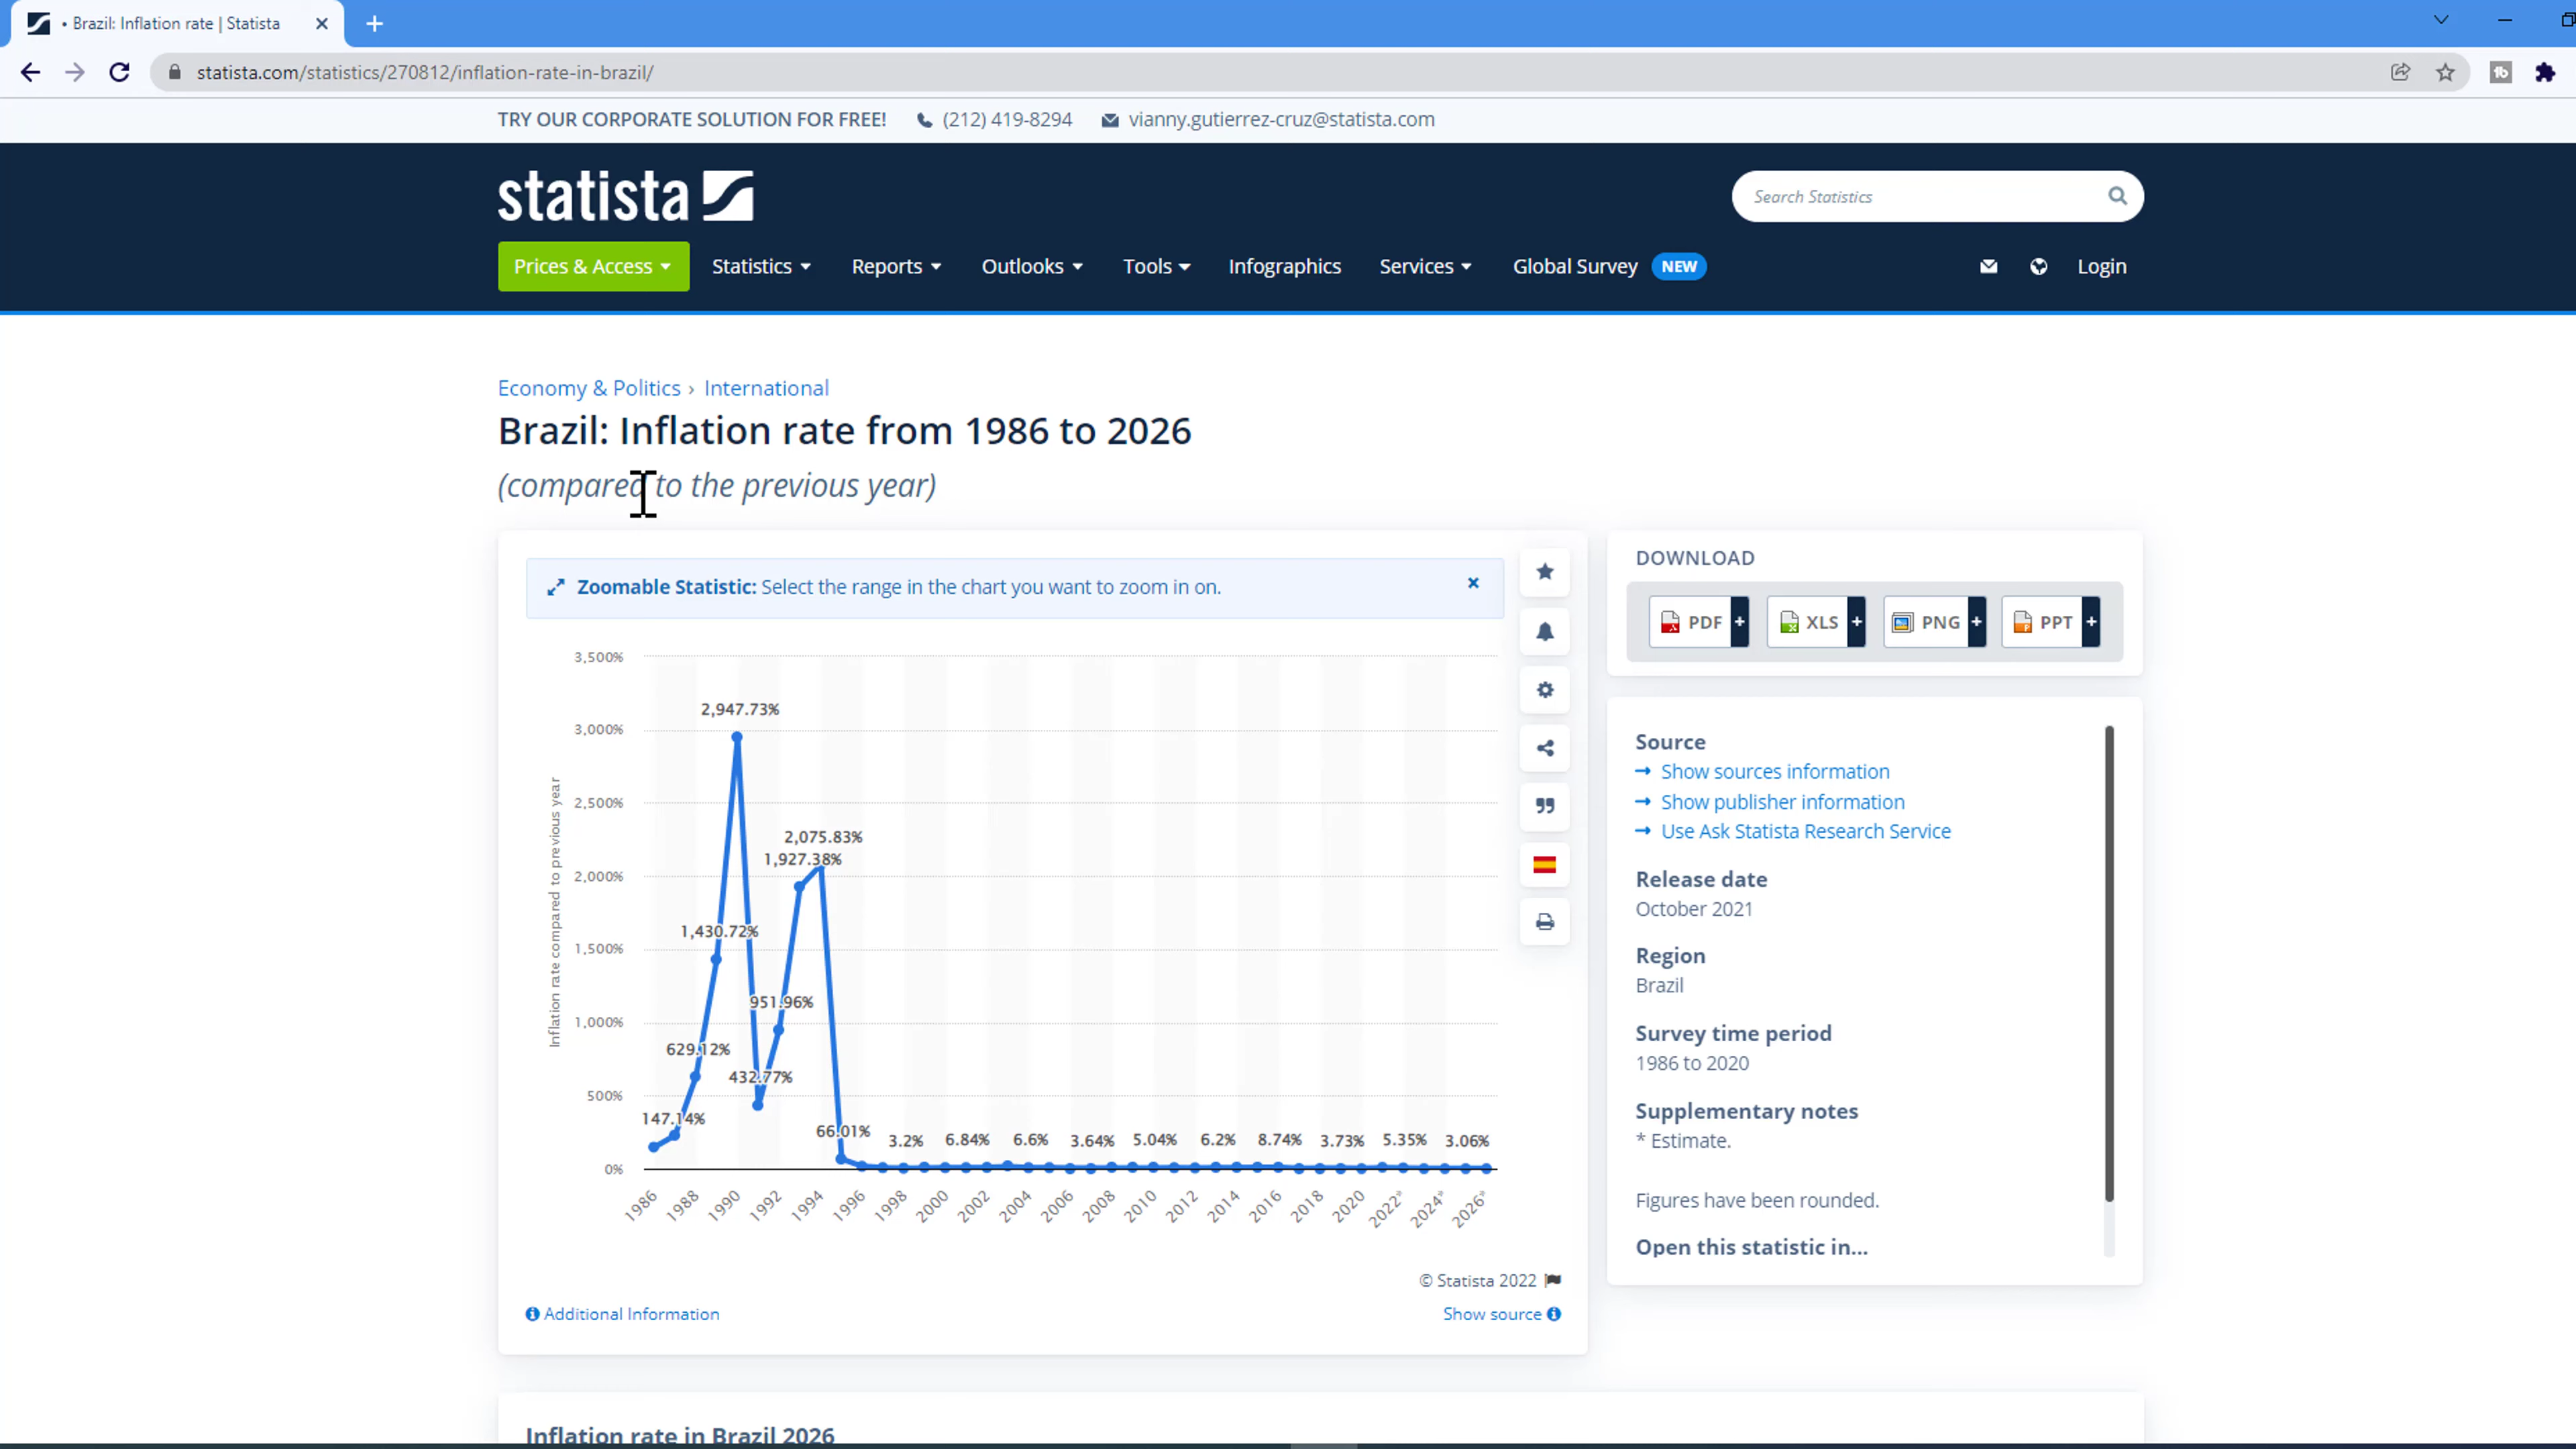 • Brazil: Inflation rate | Statista
statista.com/statistics/270812/inflation-rate-in-brazil/
TRY OUR CORPORATE SOLUTION FOR FREE! (212) 419-8294 vianny.gutierrez-cruz@statista.com
statista
Search Statistics
Prices & Access Statistics Reports Outlooks Tools Infographics Services Global Survey NEW Login
Economy & Politics › International
Brazil: Inflation rate from 1986 to 2026
(compared to the previous year)
Zoomable Statistic: Select the range in the chart you want to zoom in on.
Inflation rate compared to previous year
3,500%
3,000%
2,500%
2,000%
1,500%
1,000%
500%
0%
2,947.73%
2,075.83%
1,927.38%
1,430.72%
951.96%
629.12%
432.77%
147.14%
66.01% 3.2% 6.84% 6.6% 3.64% 5.04% 6.2% 8.74% 3.73% 5.35% 3.06%
1986 1988 1990 1992 1994 1996 1998 2000 2002 2004 2006 2008 2010 2012 2014 2016 2018 2020 2022* 2024* 2026*
© Statista 2022
Additional Information
Show source
DOWNLOAD
PDF + XLS + PNG + PPT +
Source
Show sources information
Show publisher information
Use Ask Statista Research Service
Release date
October 2021
Region
Brazil
Survey time period
1986 to 2020
Supplementary notes
* Estimate.
Figures have been rounded.
Open this statistic in...
Inflation rate in Brazil 2026